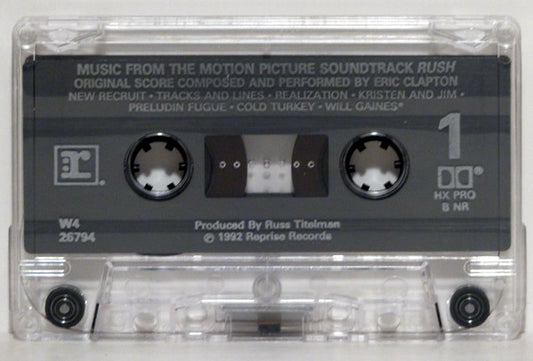 MUSIC FROM THE MOTION PICTURE SOUNDTRACK RUSH
ORIGINAL SCORE COMPOSED AND PERFORMED BY ERIC CLAPTON
NEW RECRUIT • TRACKS AND LINES • REALIZATION • KRISTEN AND JIM •
PRELUDIN FUGUE • COLD TURKEY • WILL GAINES*
1
r®
HX PRO
B NR
W4
26794
Produced By Russ Titelman
℗ 1992 Reprise Records